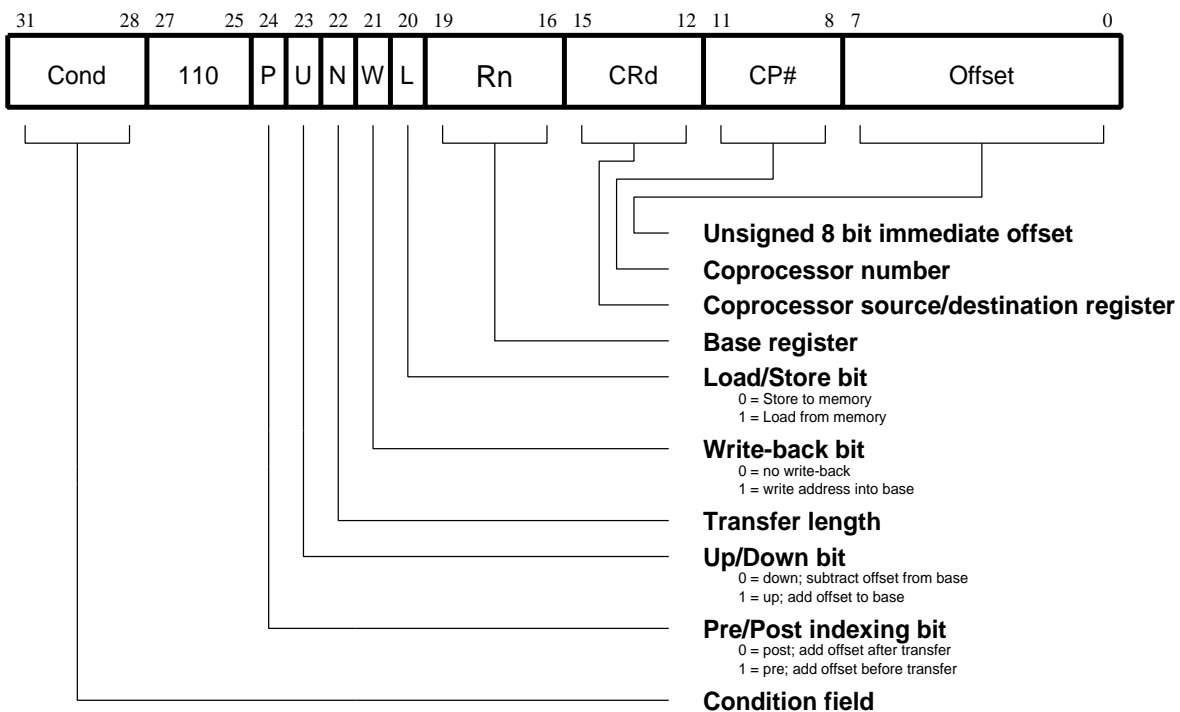 31 28 27 25 24 23 22 21 20 19 16 15 12 11 8 7 0
Cond 110 P U N W L Rn CRd CP# Offset
Unsigned 8 bit immediate offset
Coprocessor number
Coprocessor source/destination register
Base register
Load/Store bit
0 = Store to memory
1 = Load from memory
Write-back bit
0 = no write-back
1 = write address into base
Transfer length
Up/Down bit
0 = down; subtract offset from base
1 = up; add offset to base
Pre/Post indexing bit
0 = post; add offset after transfer
1 = pre; add offset before transfer
Condition field